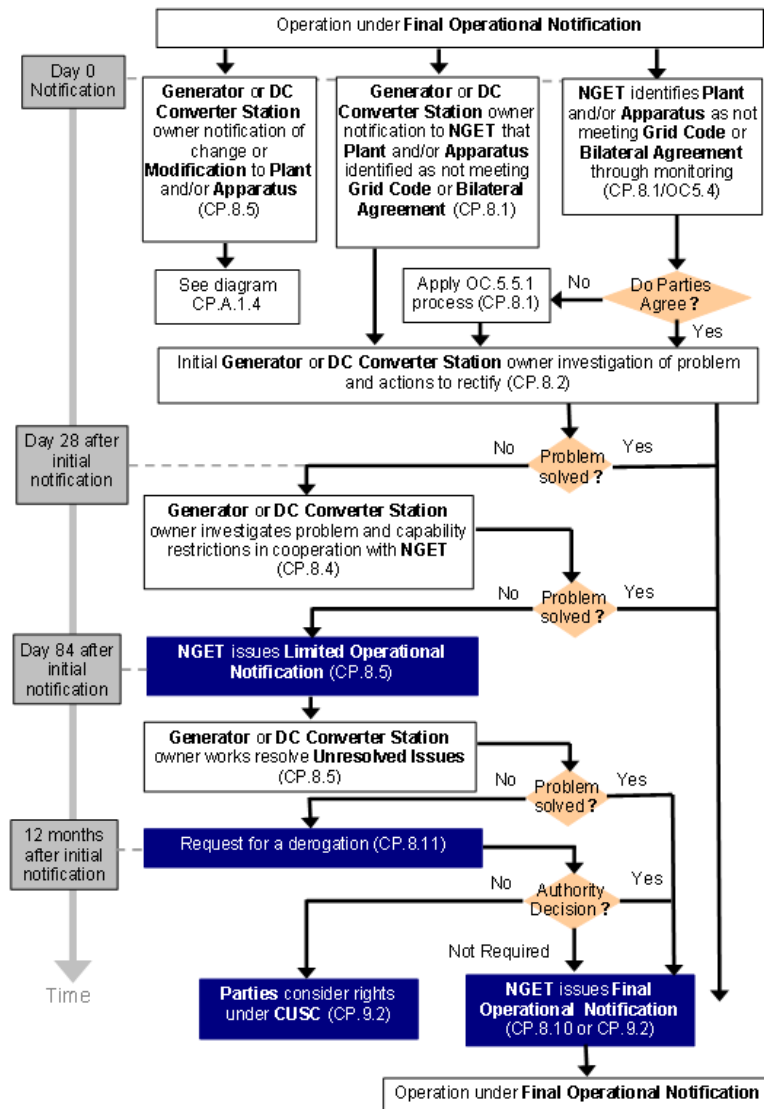 Operation under Final Operational Notification
Day 0
Notification
Generator or DC
Converter Station
owner notification of
change or
Modification to Plant
and/or Apparatus
(CP.8.5)
Generator or DC
Converter Station owner
notification to NGET that
Plant and/or Apparatus
identified as not meeting
Grid Code or Bilateral
Agreement (CP.8.1)
NGET identifies Plant
and/or Apparatus as not
meeting Grid Code or
Bilateral Agreement
through monitoring
(CP.8.1/OC5.4)
See diagram
CP.A.1.4
Apply OC.5.5.1
process (CP.8.1)
No
Do Parties
Agree?
Yes
Initial Generator or DC Converter Station owner investigation of problem
and actions to rectify (CP.8.2)
Day 28 after
initial
notification
No
Problem
solved?
Yes
Generator or DC Converter Station
owner investigates problem and capability
restrictions in cooperation with NGET
(CP.8.4)
No
Problem
solved?
Yes
Day 84 after
initial
notification
NGET issues Limited Operational
Notification (CP.8.5)
Generator or DC Converter Station
owner works resolve Unresolved Issues
(CP.8.5)
No
Problem
solved?
Yes
12 months
after initial
notification
Request for a derogation (CP.8.11)
No
Authority
Decision?
Yes
Not Required
Time
Parties consider rights
under CUSC (CP.9.2)
NGET issues Final
Operational Notification
(CP.8.10 or CP.9.2)
Operation under Final Operational Notification